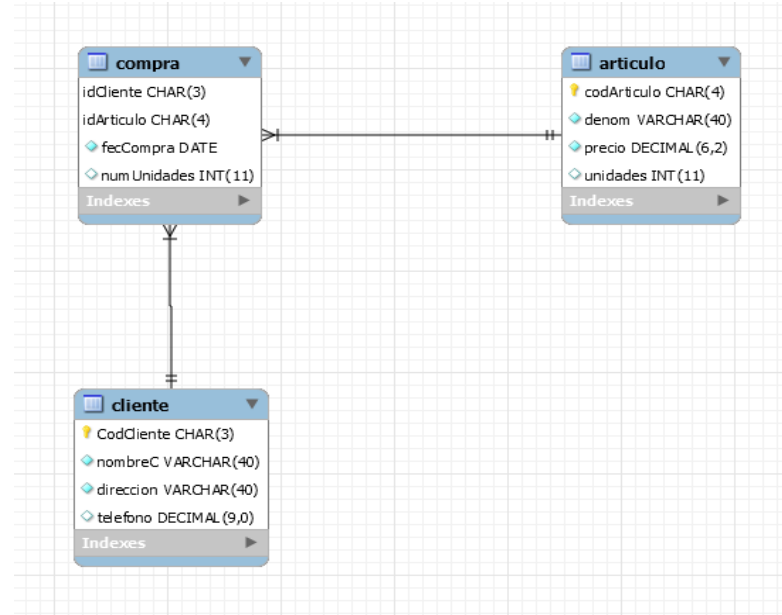 compra
idCliente CHAR(3)
idArticulo CHAR(4)
fecCompra DATE
numUnidades INT(11)
Indexes
articulo
codArticulo CHAR(4)
denom VARCHAR(40)
precio DECIMAL(6,2)
unidades INT(11)
Indexes
cliente
CodCliente CHAR(3)
nombreC VARCHAR(40)
direccion VARCHAR(40)
telefono DECIMAL(9,0)
Indexes